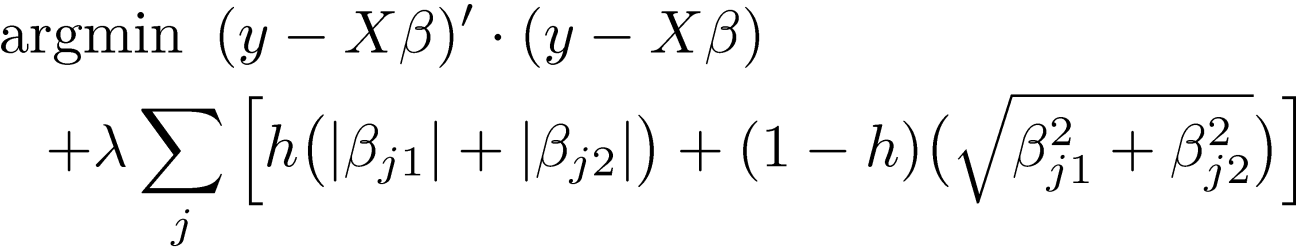 argmin (y − Xβ)′ · (y − Xβ)
+λ ∑_j [h(|β_{j1}| + |β_{j2}|) + (1 − h)(√(β_{j1}^2 + β_{j2}^2))]